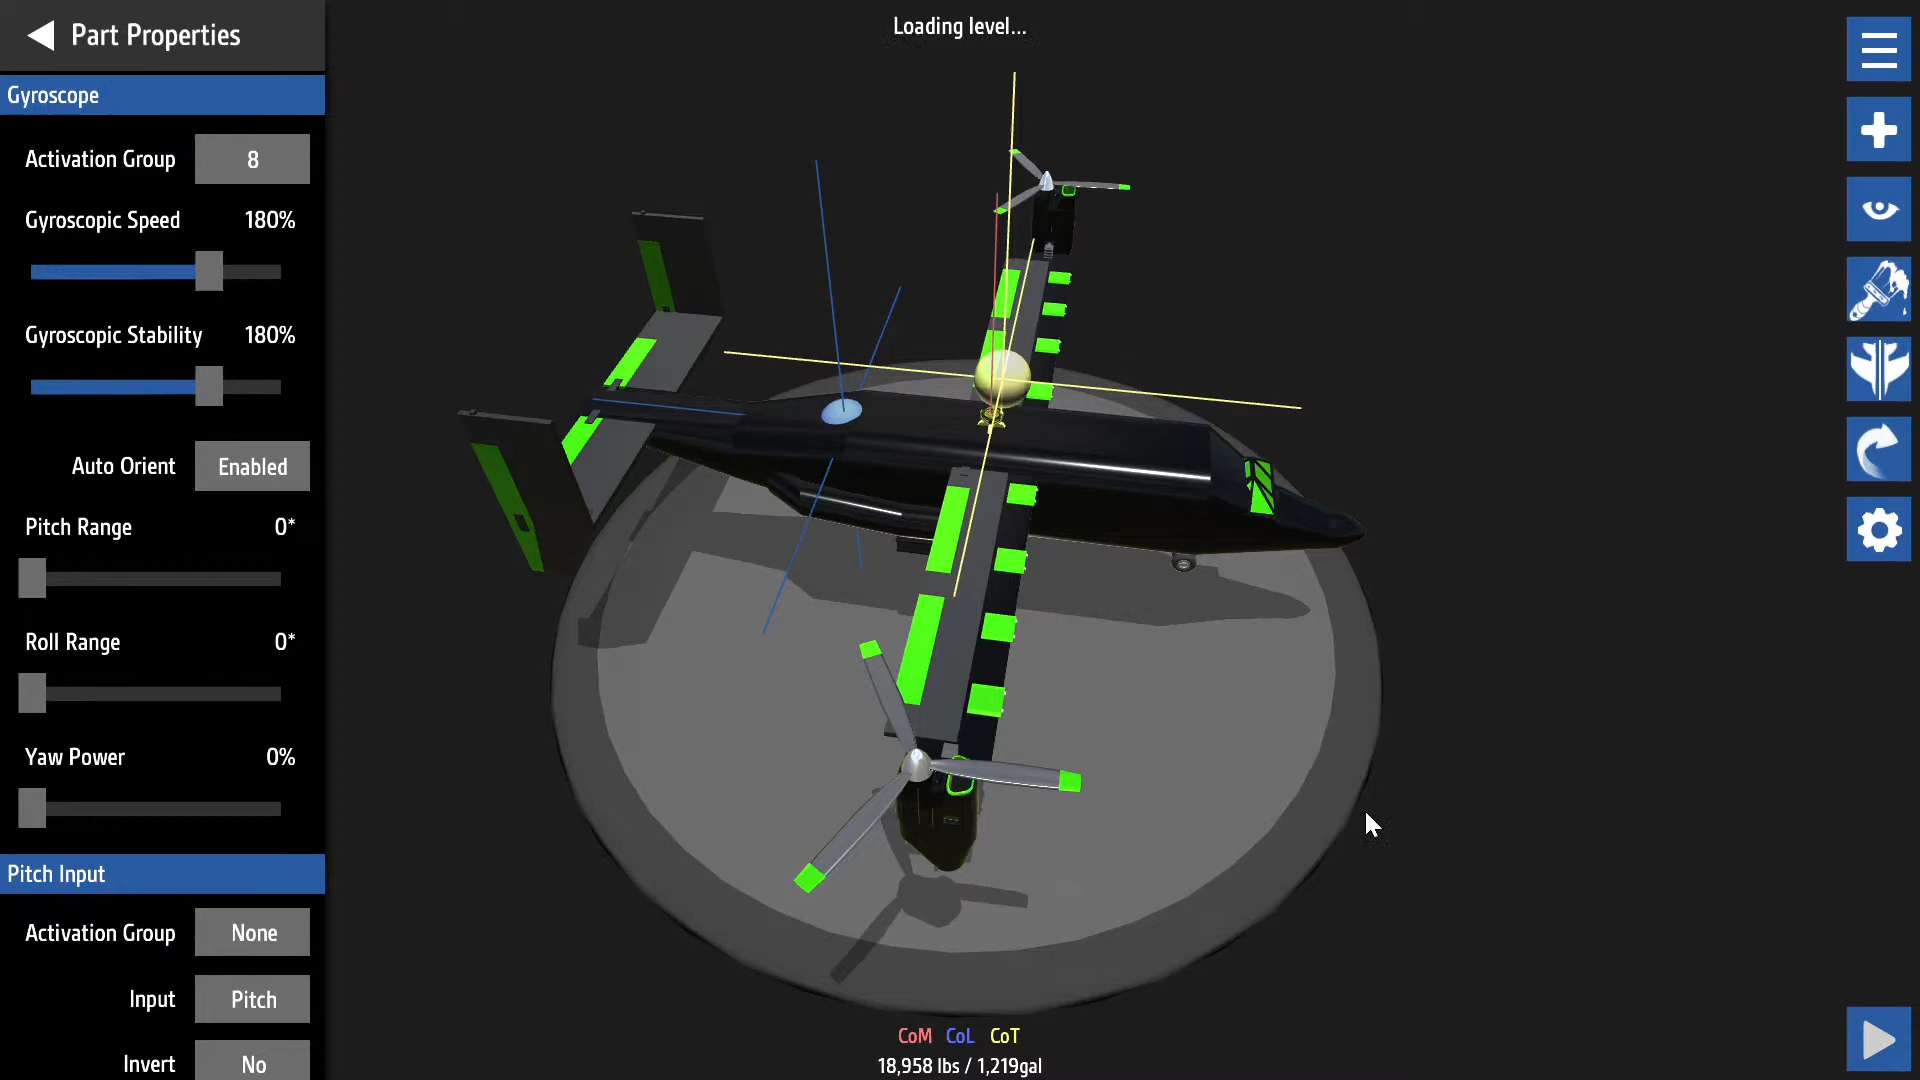 Part Properties
Loading level...
Gyroscope
Activation Group 8
Gyroscopic Speed 180%
Gyroscopic Stability 180%
Auto Orient Enabled
Pitch Range 0*
Roll Range 0*
Yaw Power 0%
Pitch Input
Activation Group None
Input Pitch
Invert No
CoM CoL CoT
18,958 lbs / 1,219gal